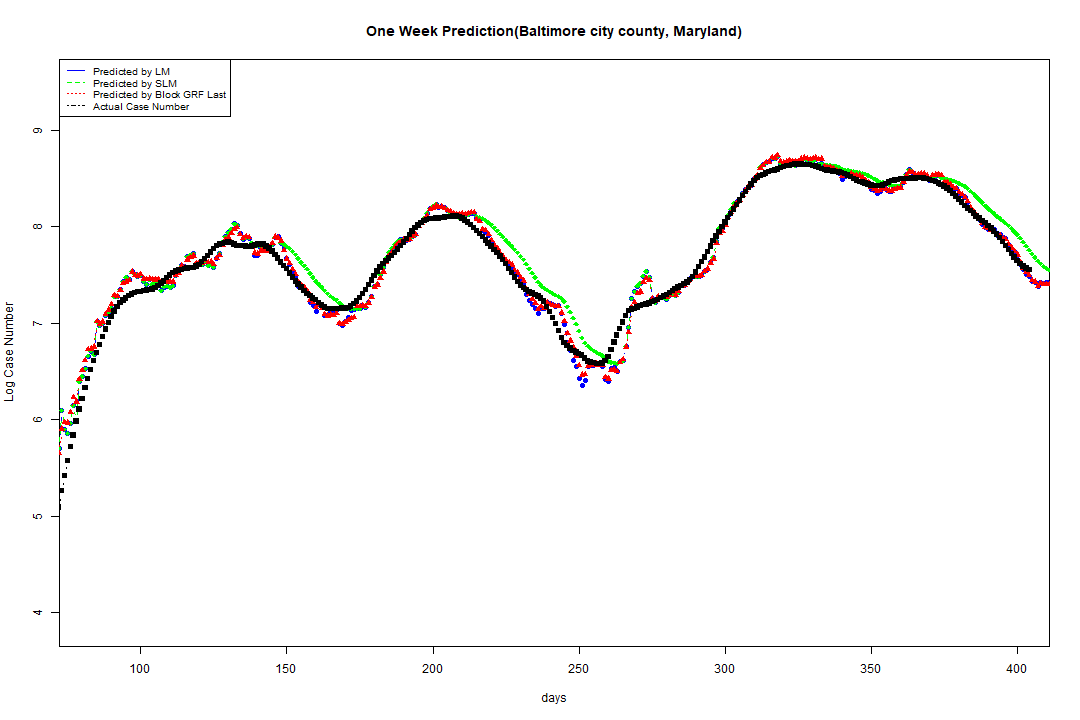 One Week Prediction(Baltimore city county, Maryland)
Predicted by LM
Predicted by SLM
Predicted by Block GRF Last
Actual Case Number
Log Case Number
9
8
7
6
5
4
100 150 200 250 300 350 400
days